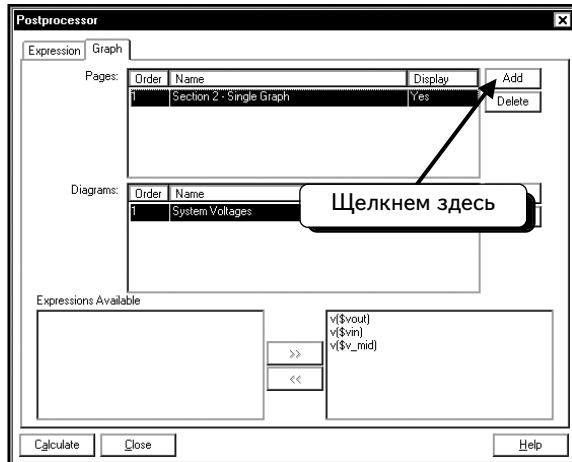 Postprocessor
Expression Graph
Pages:
Order Name Display
1 Section 2 - Single Graph Yes
Add
Delete
Diagrams:
Order Name
1 System Voltages
Щелкнем здесь
Expressions Available
v($vout)
v($vin)
v($v_mid)
>>
<<
Calculate Close Help